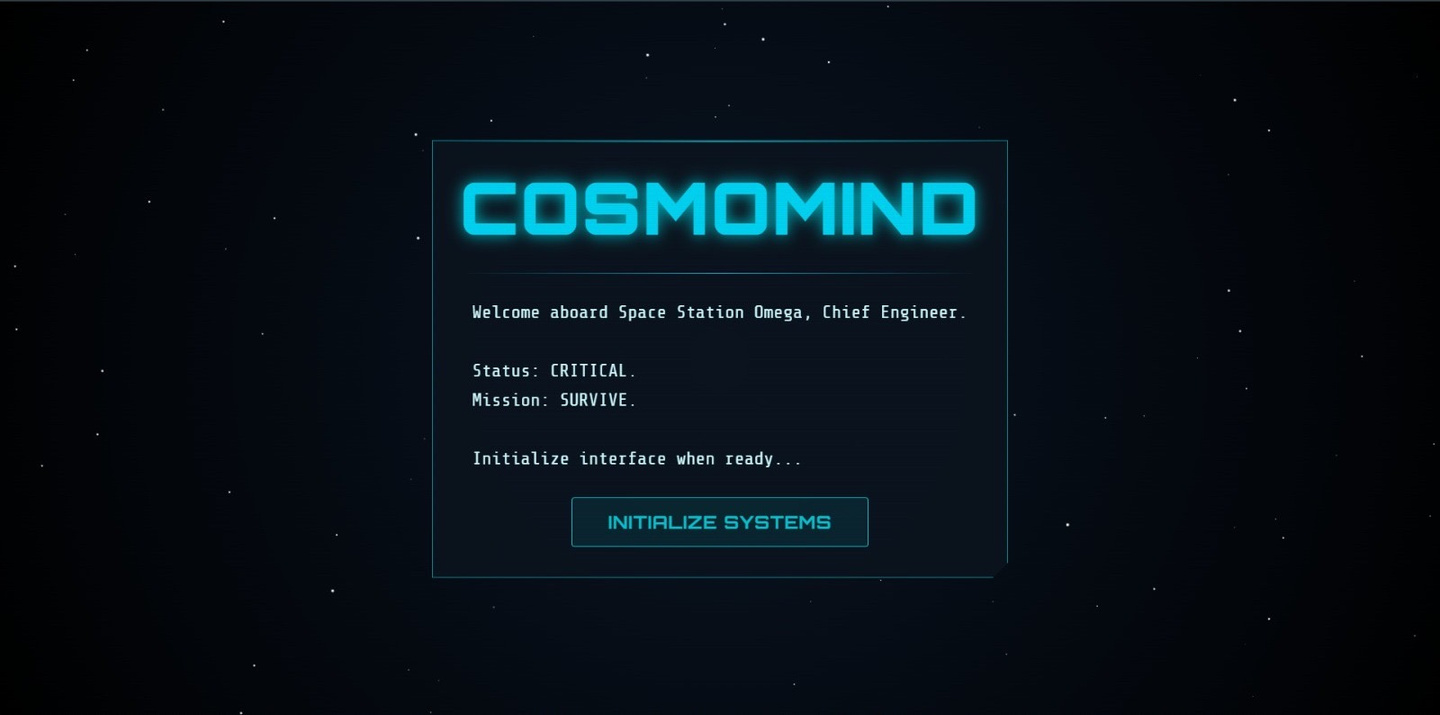 COSMOMIND
Welcome aboard Space Station Omega, Chief Engineer.
Status: CRITICAL.
Mission: SURVIVE.
Initialize interface when ready...
INITIALIZE SYSTEMS